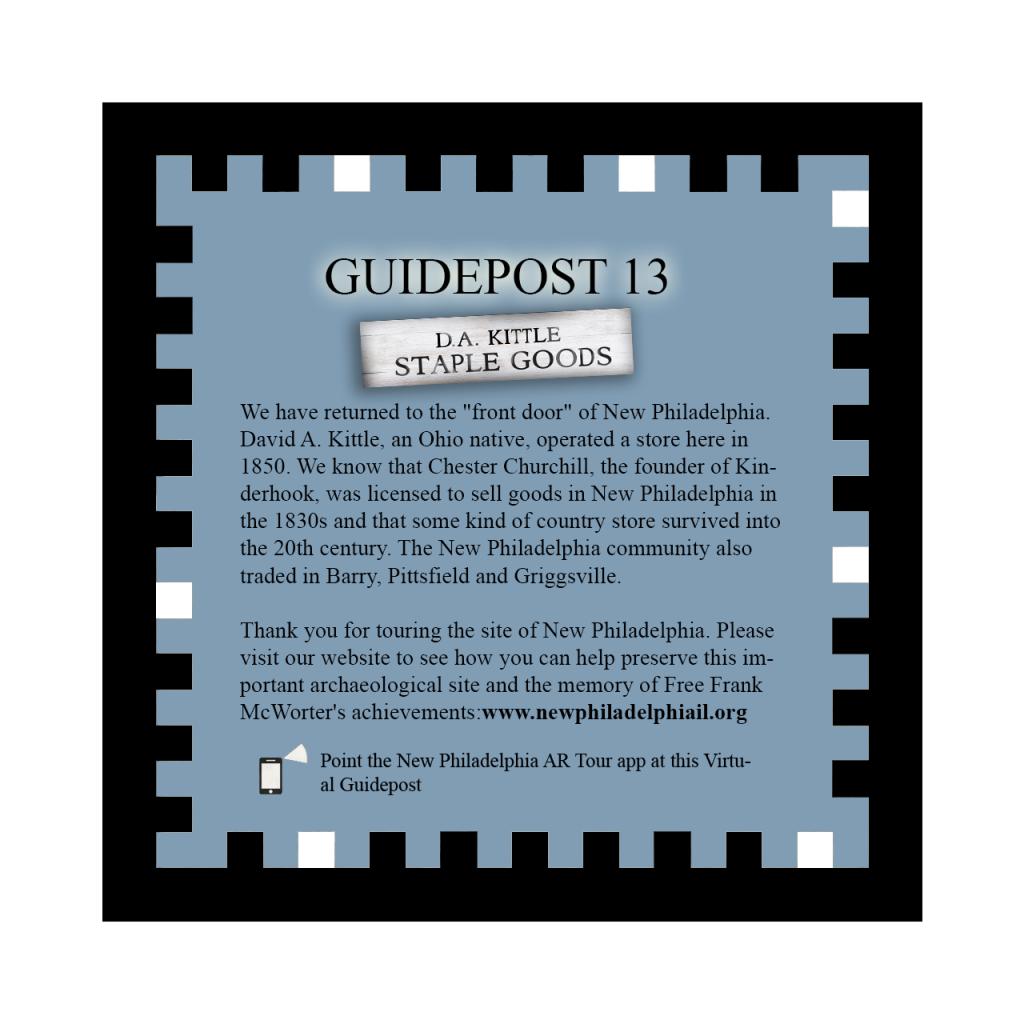 GUIDEPOST 13
D.A. KITTLE
STAPLE GOODS
We have returned to the "front door" of New Philadelphia.
David A. Kittle, an Ohio native, operated a store here in
1850. We know that Chester Churchill, the founder of Kin-
derhook, was licensed to sell goods in New Philadelphia in
the 1830s and that some kind of country store survived into
the 20th century. The New Philadelphia community also
traded in Barry, Pittsfield and Griggsville.
Thank you for touring the site of New Philadelphia. Please
visit our website to see how you can help preserve this im-
portant archaeological site and the memory of Free Frank
McWorter's achievements:www.newphiladelphiail.org
Point the New Philadelphia AR Tour app at this Virtu-
al Guidepost